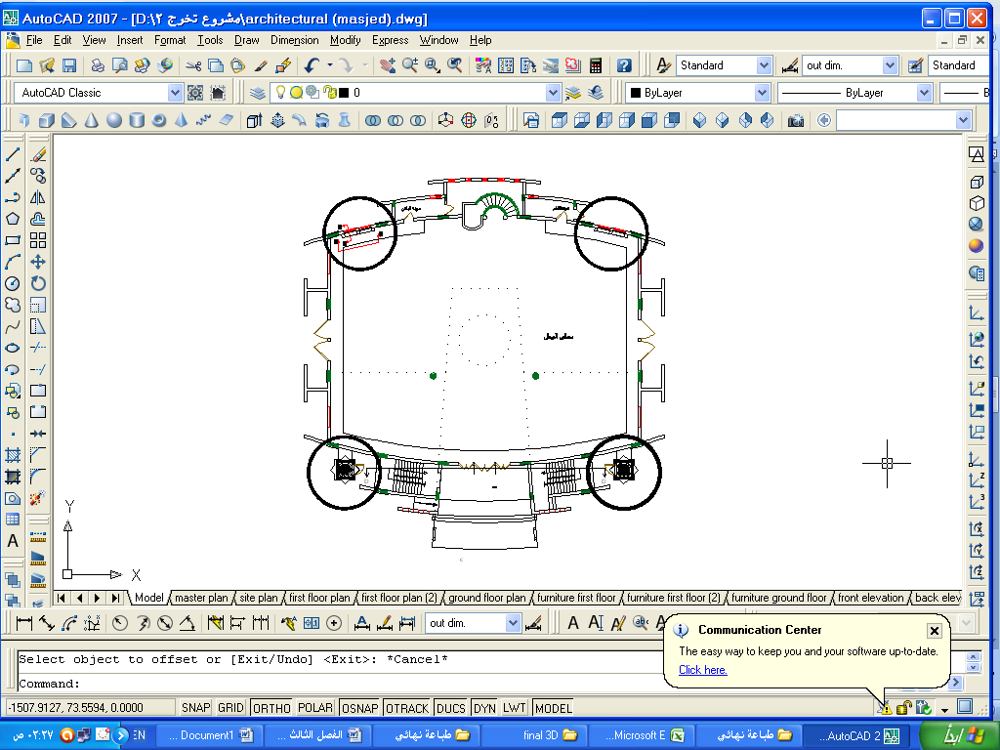 AutoCAD 2007 - [D:\مشروع تخرج ٢\architectural (masjed).dwg]
File Edit View Insert Format Tools Draw Dimension Modify Express Window Help
Standard out dim. Standard
AutoCAD Classic 0 ByLayer ByLayer B
Y
X
Model master plan site plan first floor plan first floor plan (2) ground floor plan furniture first floor furniture first floor (2) furniture ground floor front elevation back elev
out dim.
Communication Center
The easy way to keep you and your software up-to-date.
Click here.
Select object to offset or [Exit/Undo] <Exit>: *Cancel*
Command:
-1507.9127, 73.5594, 0.0000 SNAP GRID ORTHO POLAR OSNAP OTRACK DUCS DYN LWT MODEL
ابدأ
...AutoCAD 2
طباعة نهائي...
...Microsoft E
final 3D
طباعة نهائي...
الفصل الثالث...
...Document1
EN
٠٢:٢٧ ص